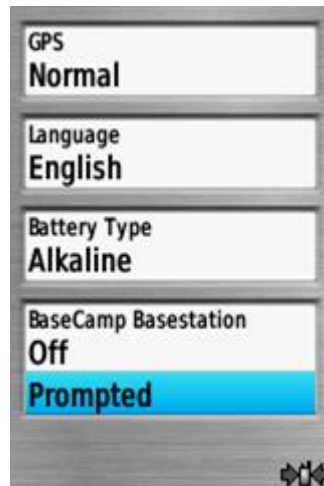 GPS
Normal
Language
English
Battery Type
Alkaline
BaseCamp Basestation
Off
Prompted